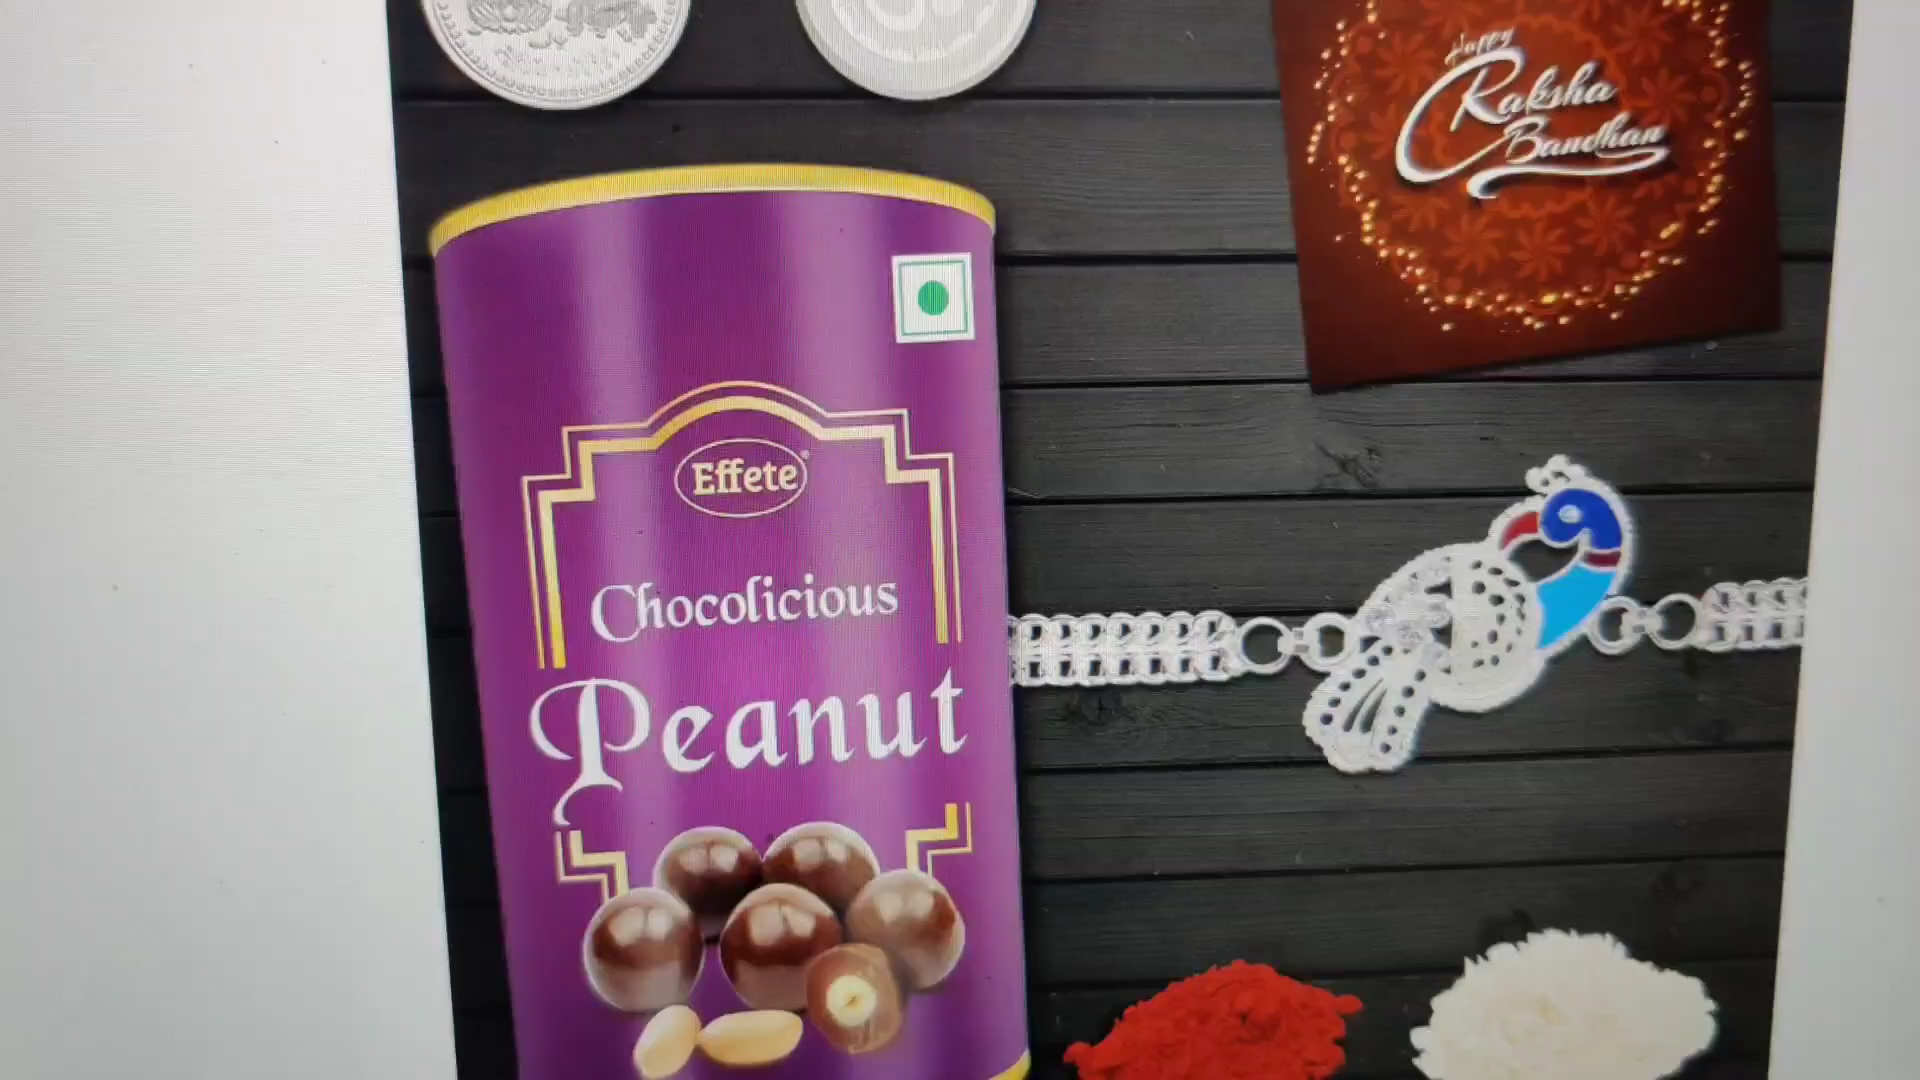 Happy
Raksha
Bandhan
Effete
Chocolicious
Peanut